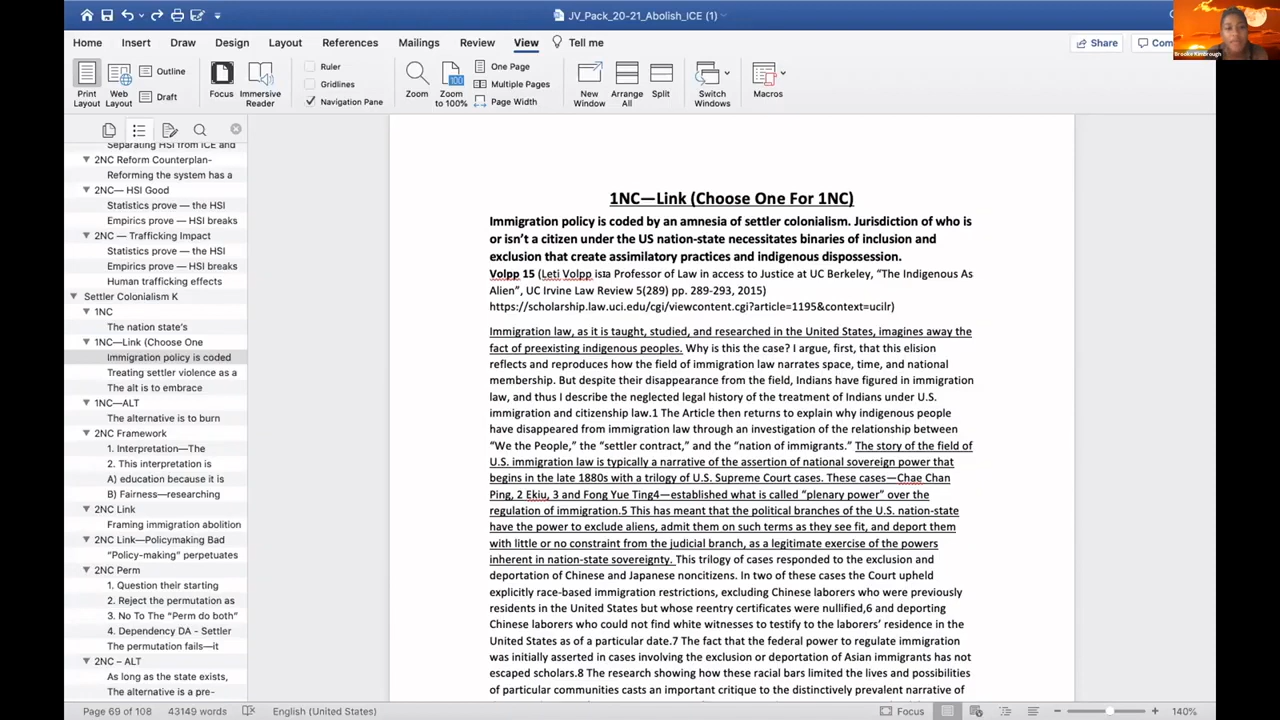 JV_Pack_20-21_Abolish_ICE (1)
Home Insert Draw Design Layout References Mailings Review View Tell me
Share Com
Brooke Kimbrough
Print Layout
Web Layout
Outline
Draft
Focus
Immersive Reader
Ruler
Gridlines
Navigation Pane
Zoom
Zoom to 100%
One Page
Multiple Pages
Page Width
New Window
Arrange All
Split
Switch Windows
Macros
Separating HSI from ICE and
2NC Reform Counterplan-
Reforming the system has a
2NC— HSI Good
Statistics prove — the HSI
Empirics prove — HSI breaks
2NC — Trafficking Impact
Statistics prove — the HSI
Empirics prove — HSI breaks
Human trafficking effects
Settler Colonialism K
1NC
The nation state's
1NC—Link (Choose One
Immigration policy is coded
Treating settler violence as a
The alt is to embrace
1NC—ALT
The alternative is to burn
2NC Framework
1. Interpretation—The
2. This interpretation is
A) education because it is
B) Fairness—researching
2NC Link
Framing immigration abolition
2NC Link—Policymaking Bad
"Policy-making" perpetuates
2NC Perm
1. Question their starting
2. Reject the permutation as
3. No To The "Perm do both"
4. Dependency DA - Settler
The permutation fails—it
2NC – ALT
As long as the state exists,
The alternative is a pre-
1NC—Link (Choose One For 1NC)
Immigration policy is coded by an amnesia of settler colonialism. Jurisdiction of who is
or isn't a citizen under the US nation-state necessitates binaries of inclusion and
exclusion that create assimilatory practices and indigenous dispossession.
Volpp 15 (Leti Volpp ista Professor of Law in access to Justice at UC Berkeley, "The Indigenous As
Alien", UC Irvine Law Review 5(289) pp. 289-293, 2015)
https://scholarship.law.uci.edu/cgi/viewcontent.cgi?article=1195&context=ucilr)
Immigration law, as it is taught, studied, and researched in the United States, imagines away the
fact of preexisting indigenous peoples. Why is this the case? I argue, first, that this elision
reflects and reproduces how the field of immigration law narrates space, time, and national
membership. But despite their disappearance from the field, Indians have figured in immigration
law, and thus I describe the neglected legal history of the treatment of Indians under U.S.
immigration and citizenship law.1 The Article then returns to explain why indigenous people
have disappeared from immigration law through an investigation of the relationship between
"We the People," the "settler contract," and the "nation of immigrants." The story of the field of
U.S. immigration law is typically a narrative of the assertion of national sovereign power that
begins in the late 1880s with a trilogy of U.S. Supreme Court cases. These cases—Chae Chan
Ping, 2 Ekiu, 3 and Fong Yue Ting4—established what is called "plenary power" over the
regulation of immigration.5 This has meant that the political branches of the U.S. nation-state
have the power to exclude aliens, admit them on such terms as they see fit, and deport them
with little or no constraint from the judicial branch, as a legitimate exercise of the powers
inherent in nation-state sovereignty. This trilogy of cases responded to the exclusion and
deportation of Chinese and Japanese noncitizens. In two of these cases the Court upheld
explicitly race-based immigration restrictions, excluding Chinese laborers who were previously
residents in the United States but whose reentry certificates were nullified,6 and deporting
Chinese laborers who could not find white witnesses to testify to the laborers' residence in the
United States as of a particular date.7 The fact that the federal power to regulate immigration
was initially asserted in cases involving the exclusion or deportation of Asian immigrants has not
escaped scholars.8 The research showing how these racial bars limited the lives and possibilities
of particular communities casts an important critique to the distinctively prevalent narrative of
Page 69 of 108 43149 words English (United States) Focus 140%